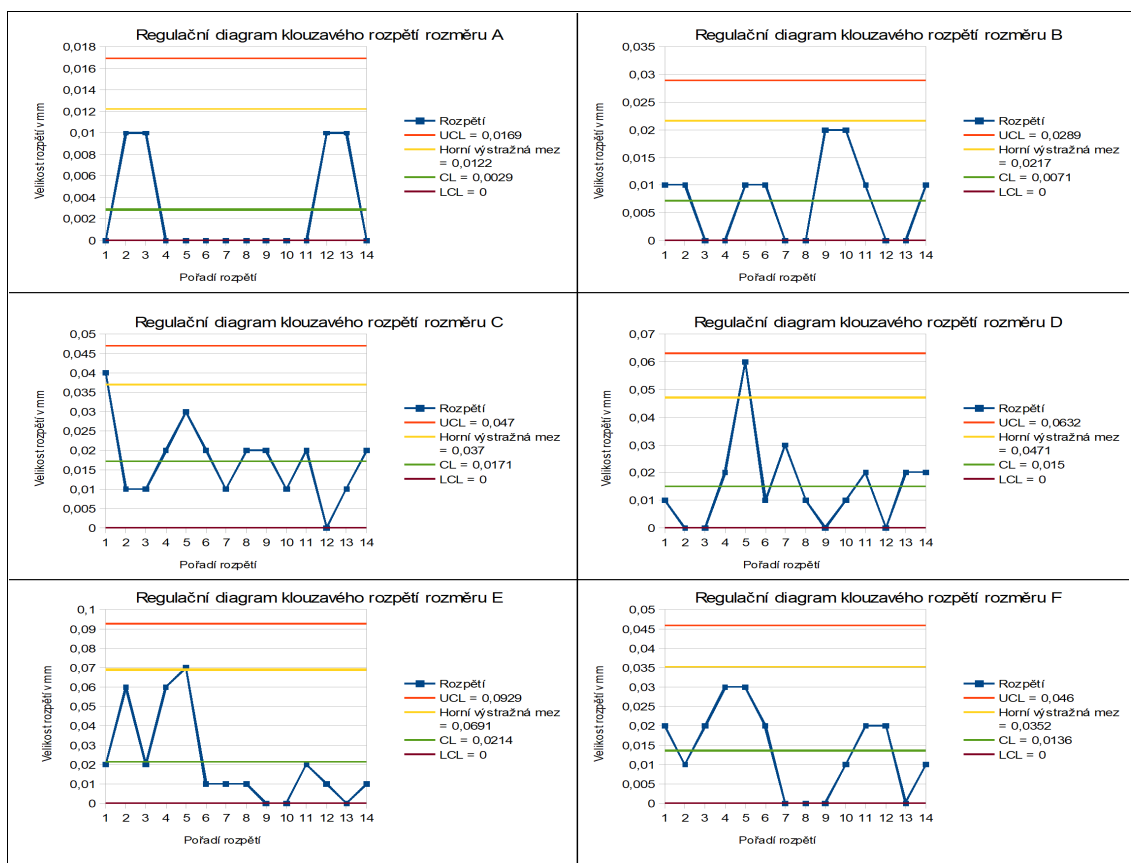 Regulační diagram klouzavého rozpětí rozměru A
Velikost rozpětí v mm
0,018
0,016
0,014
0,012
0,01
0,008
0,006
0,004
0,002
0
1 2 3 4 5 6 7 8 9 10 11 12 13 14
Pořadí rozpětí
Rozpětí
UCL = 0,0169
Horní výstražná mez
= 0,0122
CL = 0,0029
LCL = 0
Regulační diagram klouzavého rozpětí rozměru B
Velikost rozpětí v mm
0,035
0,03
0,025
0,02
0,015
0,01
0,005
0
1 2 3 4 5 6 7 8 9 10 11 12 13 14
Pořadí rozpětí
Rozpětí
UCL = 0,0289
Horní výstražná mez
= 0,0217
CL = 0,0071
LCL = 0
Regulační diagram klouzavého rozpětí rozměru C
Velikost rozpětí v mm
0,05
0,045
0,04
0,035
0,03
0,025
0,02
0,015
0,01
0,005
0
1 2 3 4 5 6 7 8 9 10 11 12 13 14
Pořadí rozpětí
Rozpětí
UCL = 0,047
Horní výstražná mez
= 0,037
CL = 0,0171
LCL = 0
Regulační diagram klouzavého rozpětí rozměru D
Velikost rozpětí v mm
0,07
0,06
0,05
0,04
0,03
0,02
0,01
0
1 2 3 4 5 6 7 8 9 10 11 12 13 14
Pořadí rozpětí
Rozpětí
UCL = 0,0632
Horní výstražná mez
= 0,0471
CL = 0,015
LCL = 0
Regulační diagram klouzavého rozpětí rozměru E
Velikost rozpětí v mm
0,1
0,09
0,08
0,07
0,06
0,05
0,04
0,03
0,02
0,01
0
1 2 3 4 5 6 7 8 9 10 11 12 13 14
Pořadí rozpětí
Rozpětí
UCL = 0,0929
Horní výstražná mez
= 0,0691
CL = 0,0214
LCL = 0
Regulační diagram klouzavého rozpětí rozměru F
Velikost rozpětí v mm
0,05
0,045
0,04
0,035
0,03
0,025
0,02
0,015
0,01
0,005
0
1 2 3 4 5 6 7 8 9 10 11 12 13 14
Pořadí rozpětí
Rozpětí
UCL = 0,046
Horní výstražná mez
= 0,0352
CL = 0,0136
LCL = 0